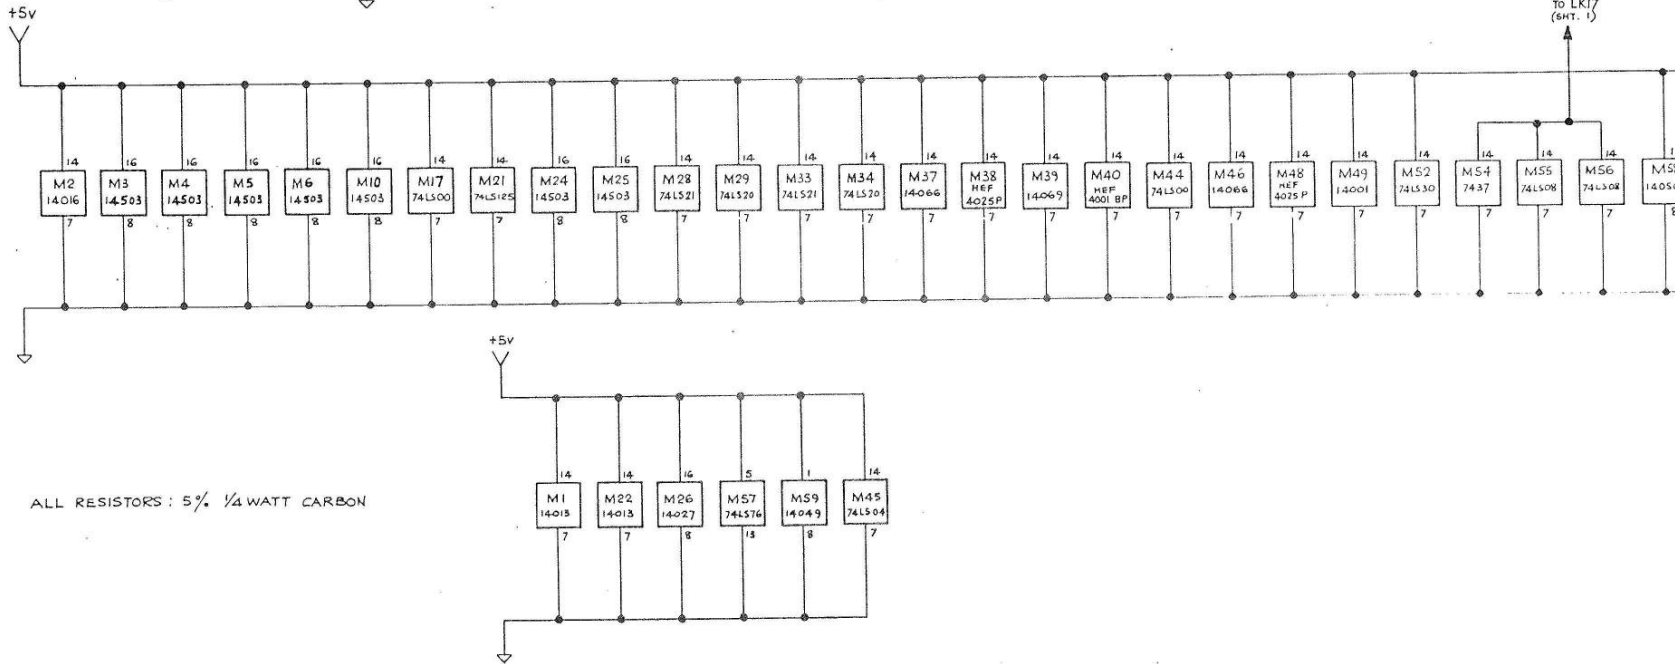 +5v
TO LK17
(SHT. 1)
14 16 16 16 16 16 14 14 16 16 14 14 14 14 14 14 14 14 14 14 14 14 14 14 14 14
M2 M3 M4 M5 M6 M10 M17 M21 M24 M25 M28 M29 M33 M34 M37 M38 M39 M40 M44 M46 M48 M49 M52 M54 M55 M56
14016 14503 14503 14503 14503 14503 74LS00 74LS125 14503 14503 74LS21 74LS20 74LS21 74LS20 14066 HEF 4025P 14069 HEF 4001 BP 74LS00 14066 HEF 4025P 14001 74LS30 7437 74LS08 74LS08
7 8 8 8 8 8 7 7 8 8 7 7 7 7 7 7 7 7 7 7 7 7 7 7 7 7 8
+5v
14 14 16 5 1 14
M1 M22 M26 M57 M59 M45
14013 14013 14027 74LS76 14049 74LS04
7 7 8 13 8 7
ALL RESISTORS : 5% 1/4 WATT CARBON